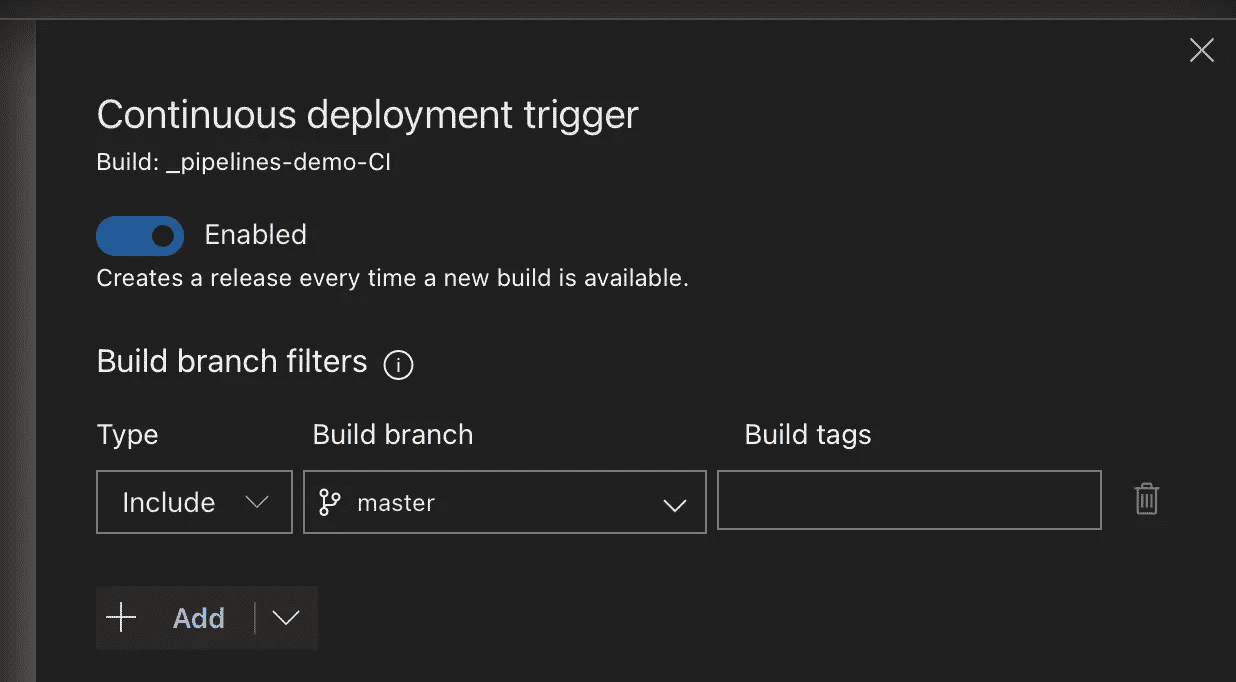 Continuous deployment trigger
Build: _pipelines-demo-CI
Enabled
Creates a release every time a new build is available.
Build branch filters
Type Build branch Build tags
Include master
Add